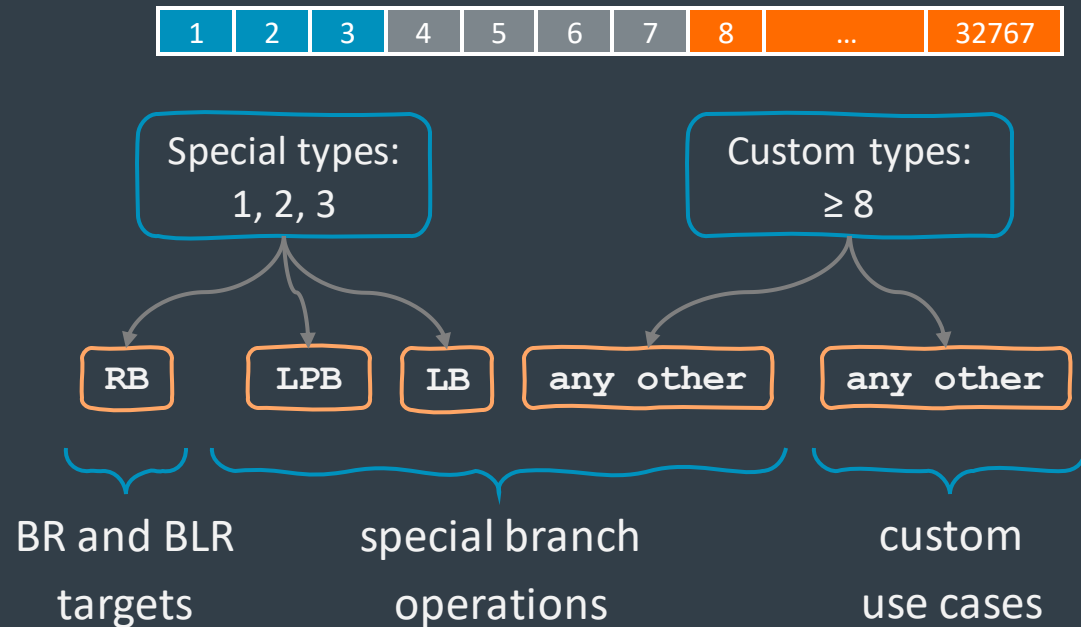 1 2 3 4 5 6 7 8 ... 32767
Special types:
1, 2, 3
Custom types:
≥ 8
RB LPB LB any other any other
BR and BLR
targets
special branch
operations
custom
use cases